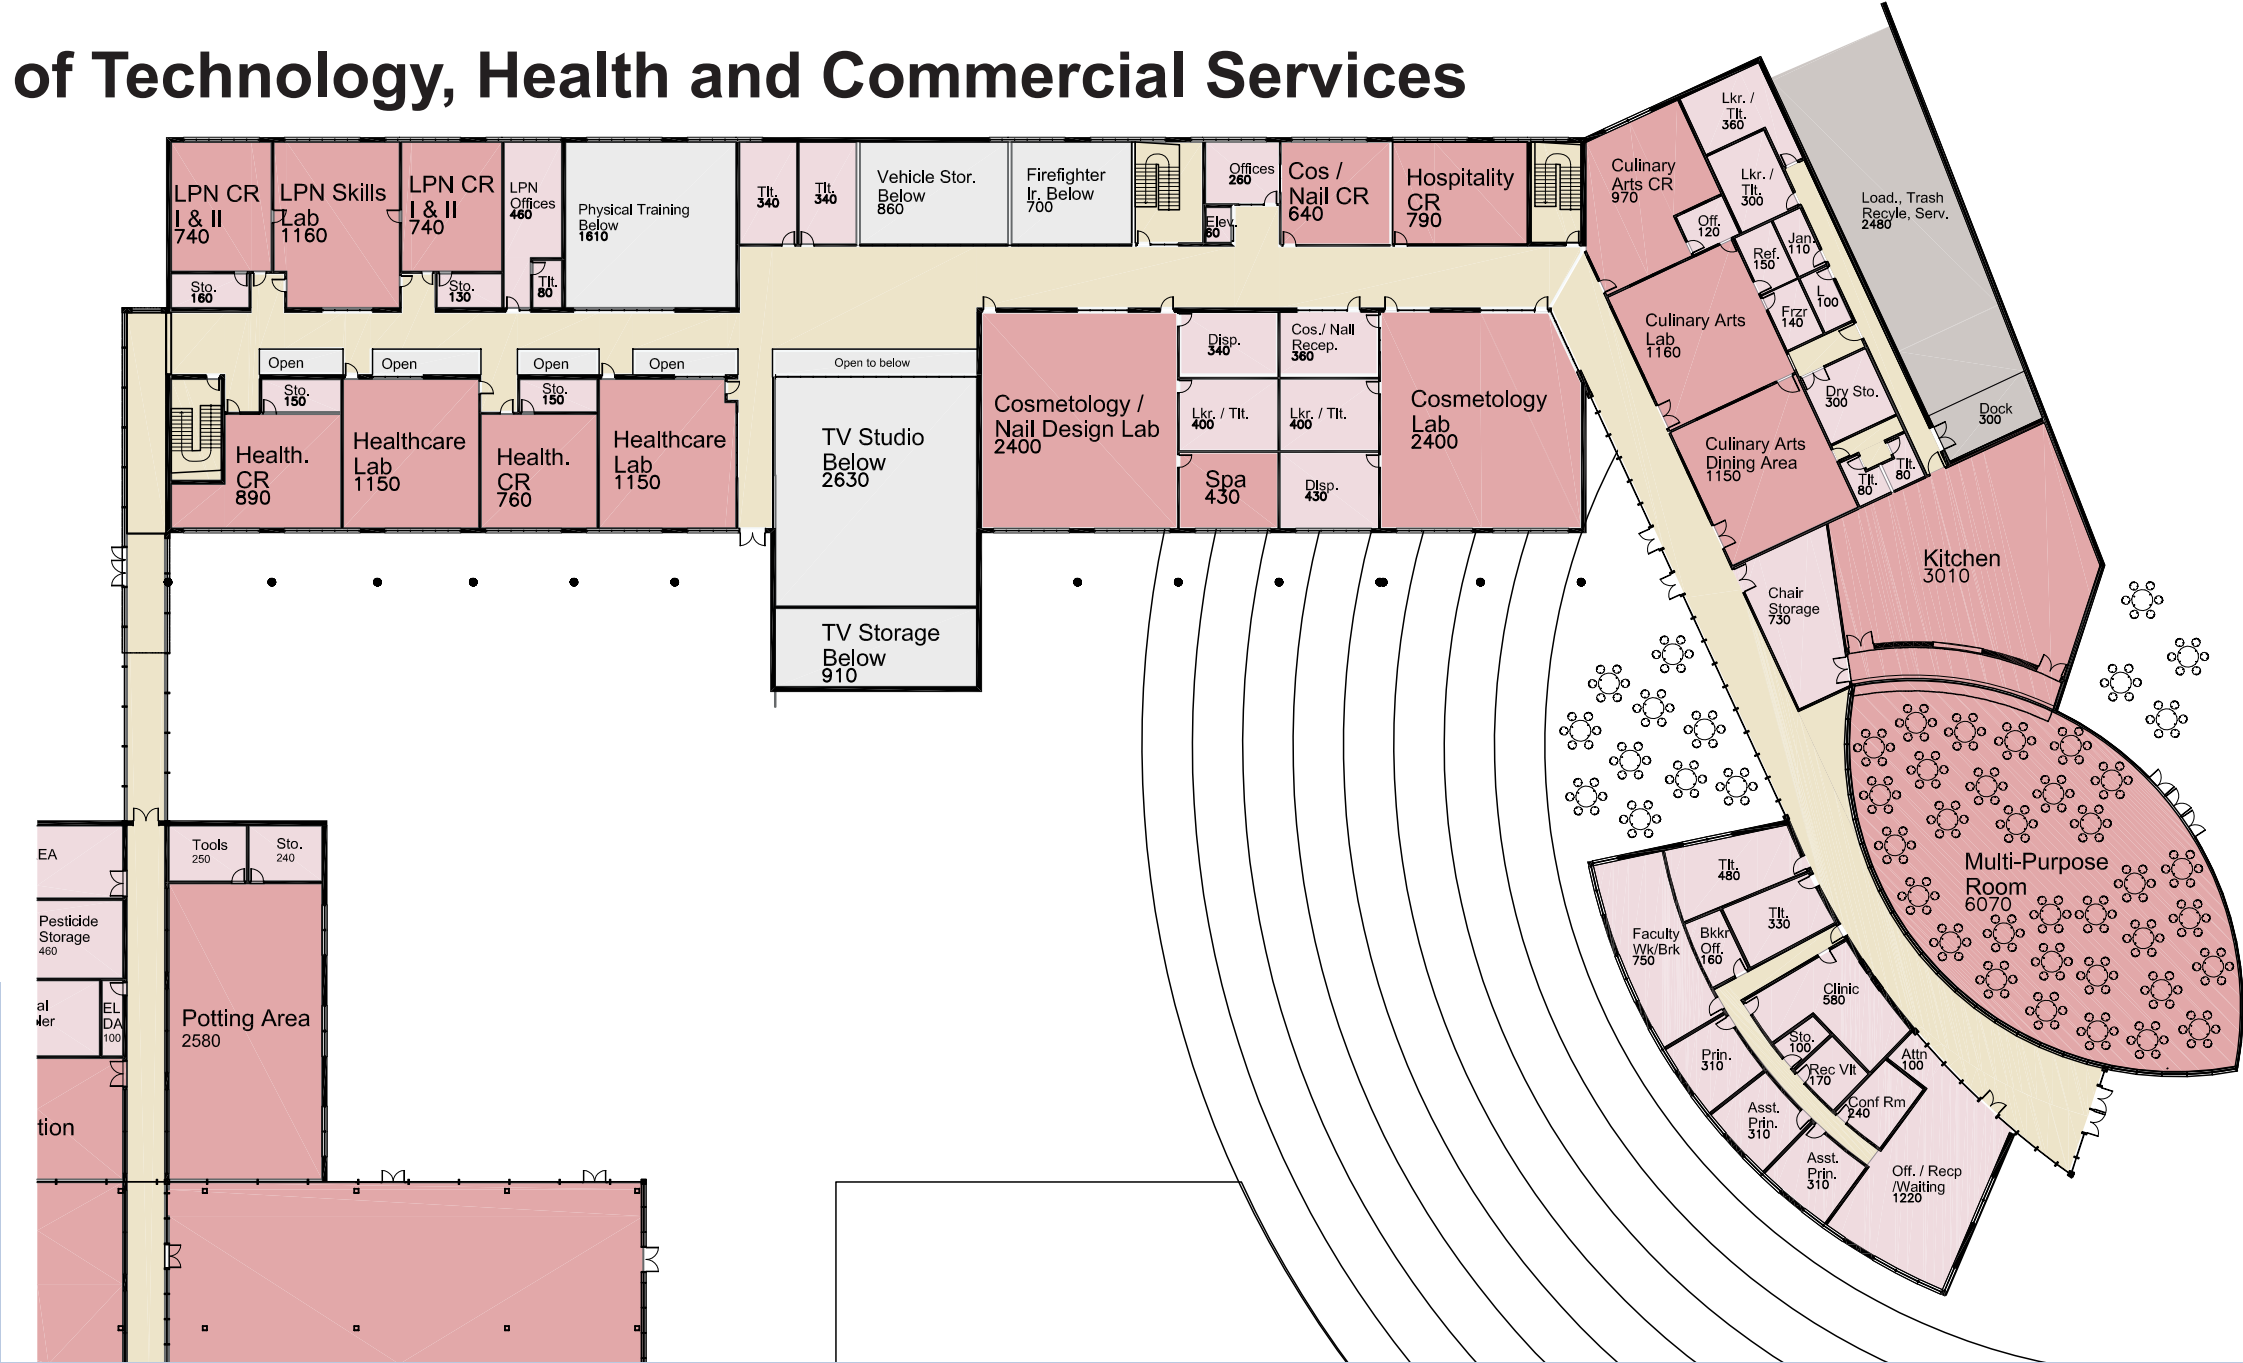 of Technology, Health and Commercial Services
LPN CR
I & II
740
LPN Skills
Lab
1160
LPN CR
I & II
740
LPN
Offices
460
Physical Training
Below
1610
Tlt.
340
Tlt.
340
Vehicle Stor.
Below
860
Firefighter
Ir. Below
700
Offices
260
Elev.
60
Cos /
Nail CR
640
Hospitality
CR
790
Sto.
160
Sto.
130
Tlt.
80
Open
Open
Open
Open
Open to below
Sto.
150
Sto.
150
Health.
CR
890
Healthcare
Lab
1150
Health.
CR
760
Healthcare
Lab
1150
TV Studio
Below
2630
TV Storage
Below
910
Cosmetology /
Nail Design Lab
2400
Disp.
340
Cos./ Nail
Recep.
360
Lkr. / Tlt.
400
Lkr. / Tlt.
400
Spa
430
Disp.
430
Cosmetology
Lab
2400
Culinary
Arts CR
970
Lkr. /
Tlt.
360
Lkr. /
Tlt.
300
Off.
120
Ref.
150
Jan.
110
L
100
Frzr
140
Load., Trash
Recyle, Serv.
2480
Culinary Arts
Lab
1160
Dry Sto.
300
Dock
300
Culinary Arts
Dining Area
1150
Tlt.
80
Tlt.
80
Kitchen
3010
Chair
Storage
730
Multi-Purpose
Room
6070
Tlt.
480
Tlt.
330
Faculty
Wk/Brk
750
Bkkr
Off.
160
Clinic
580
Sto.
100
Rec Vlt
170
Attn
100
Conf Rm
240
Prin.
310
Asst.
Prin.
310
Asst.
Prin.
310
Off. / Recp
/Waiting
1220
EA
Tools
250
Sto.
240
Pesticide
Storage
460
al
ler
EL
DA
100
Potting Area
2580
tion